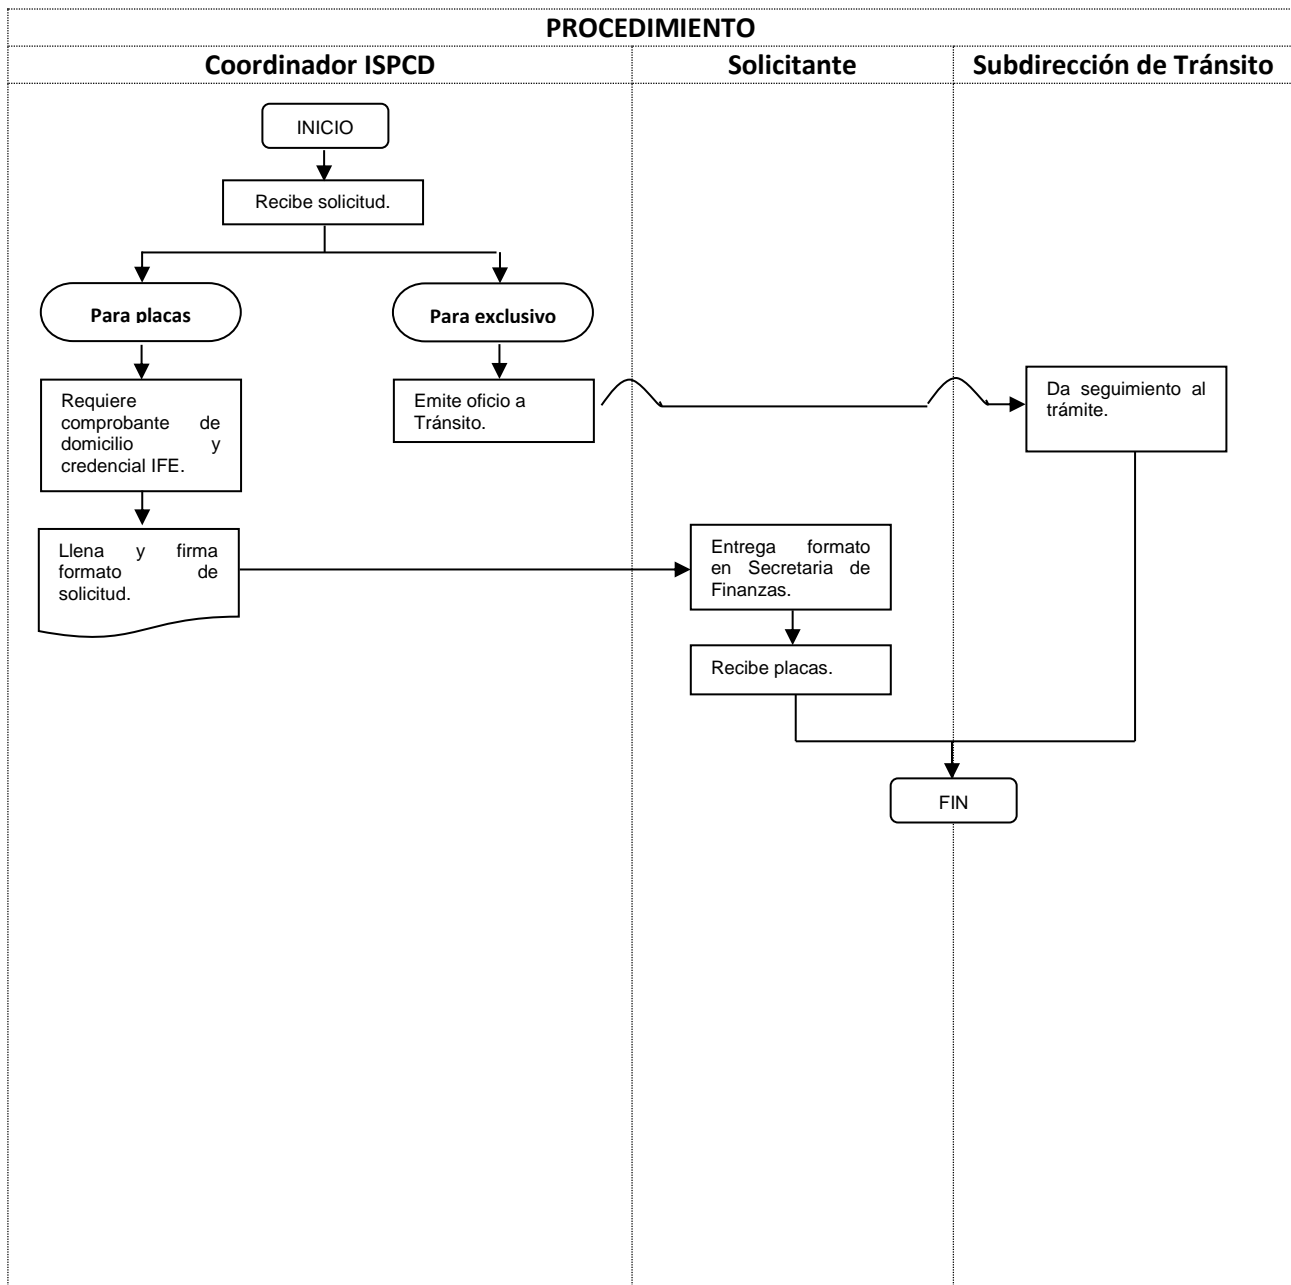 PROCEDIMIENTO
Coordinador ISPCD
Solicitante
Subdirección de Tránsito
INICIO
Recibe solicitud.
Para placas
Para exclusivo
Requiere
comprobante de
domicilio y
credencial IFE.
Emite oficio a
Tránsito.
Da seguimiento al
trámite.
Llena y firma
formato de
solicitud.
Entrega formato
en Secretaria de
Finanzas.
Recibe placas.
FIN